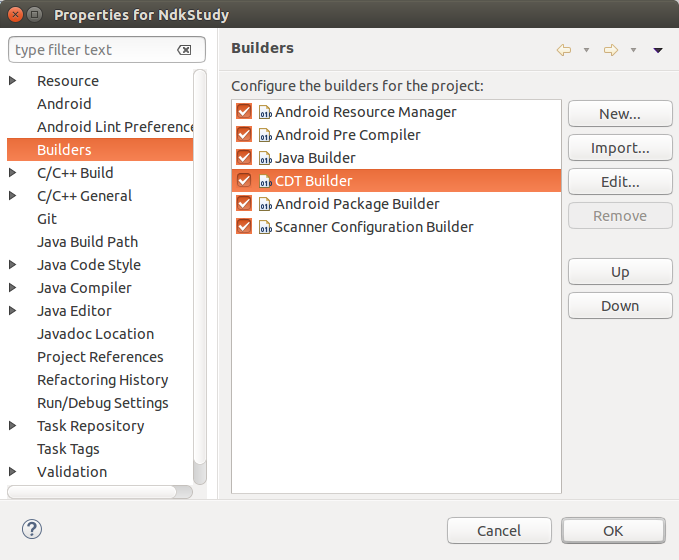 Properties for NdkStudy
type filter text
Resource
Android
Android Lint Preference
Builders
C/C++ Build
C/C++ General
Git
Java Build Path
Java Code Style
Java Compiler
Java Editor
Javadoc Location
Project References
Refactoring History
Run/Debug Settings
Task Repository
Task Tags
Validation
Builders
Configure the builders for the project:
Android Resource Manager
Android Pre Compiler
Java Builder
CDT Builder
Android Package Builder
Scanner Configuration Builder
New...
Import...
Edit...
Remove
Up
Down
Cancel
OK